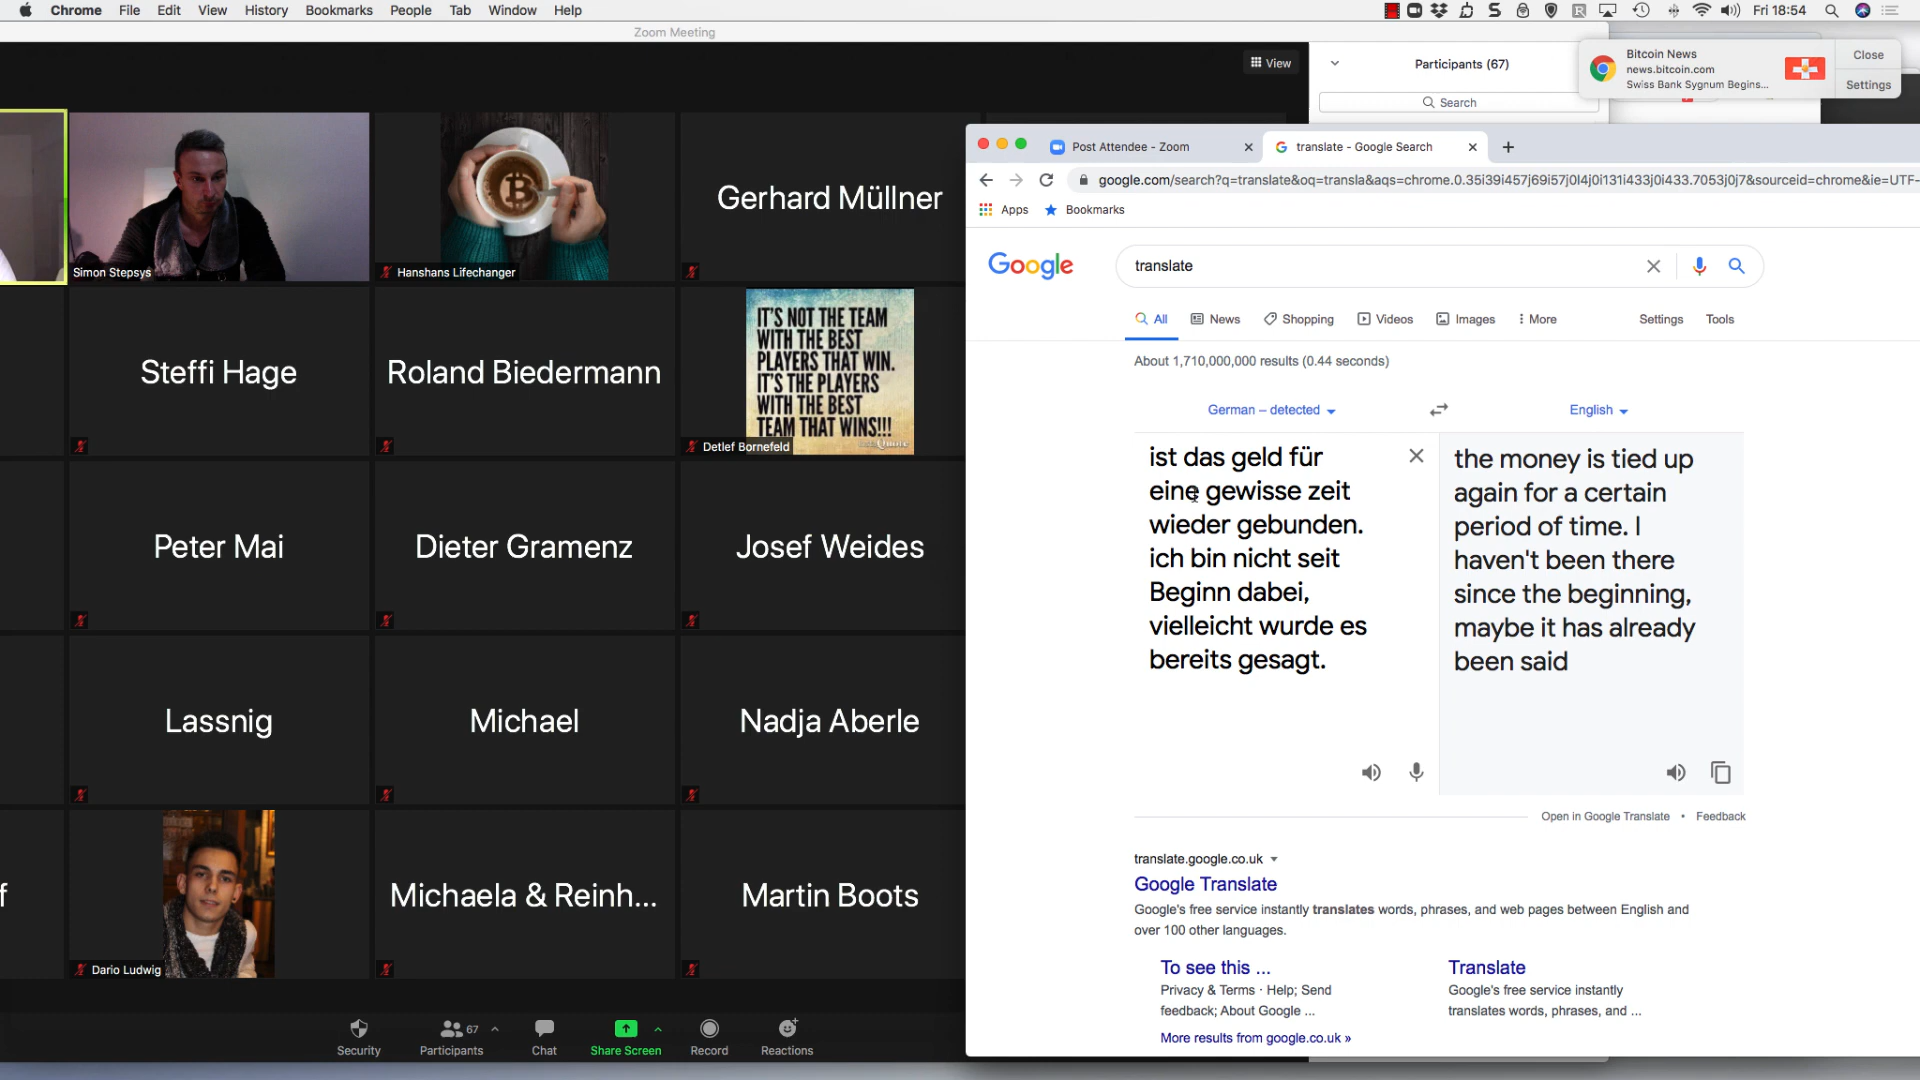 Chrome File Edit View History Bookmarks People Tab Window Help
Fri 18:54
Zoom Meeting
View
Participants (67)
Search
Bitcoin News
news.bitcoin.com
Swiss Bank Sygnum Begins...
Close
Settings
Simon Stepsys
Hanshans Lifechanger
Gerhard Müllner
Steffi Hage
Roland Biedermann
IT'S NOT THE TEAM
WITH THE BEST
PLAYERS THAT WIN.
IT'S THE PLAYERS
WITH THE BEST
TEAM THAT WINS!!!
Detlef Bornefeld
Peter Mai
Dieter Gramenz
Josef Weides
Lassnig
Michael
Nadja Aberle
f
Dario Ludwig
Michaela & Reinh...
Martin Boots
Security
67
Participants
Chat
Share Screen
Record
Reactions
Post Attendee - Zoom
translate - Google Search
google.com/search?q=translate&oq=transla&aqs=chrome.0.35i39i457j69i57j0l4j0i131i433j0i433.7053j0j7&sourceid=chrome&ie=UTF-
Apps
Bookmarks
Google
translate
All
News
Shopping
Videos
Images
More
Settings
Tools
About 1,710,000,000 results (0.44 seconds)
German – detected
English
ist das geld für
eine gewisse zeit
wieder gebunden.
ich bin nicht seit
Beginn dabei,
vielleicht wurde es
bereits gesagt.
the money is tied up
again for a certain
period of time. I
haven't been there
since the beginning,
maybe it has already
been said
Open in Google Translate • Feedback
translate.google.co.uk
Google Translate
Google's free service instantly translates words, phrases, and web pages between English and
over 100 other languages.
To see this ...
Privacy & Terms · Help; Send
feedback; About Google ...
Translate
Google's free service instantly
translates words, phrases, and ...
More results from google.co.uk »